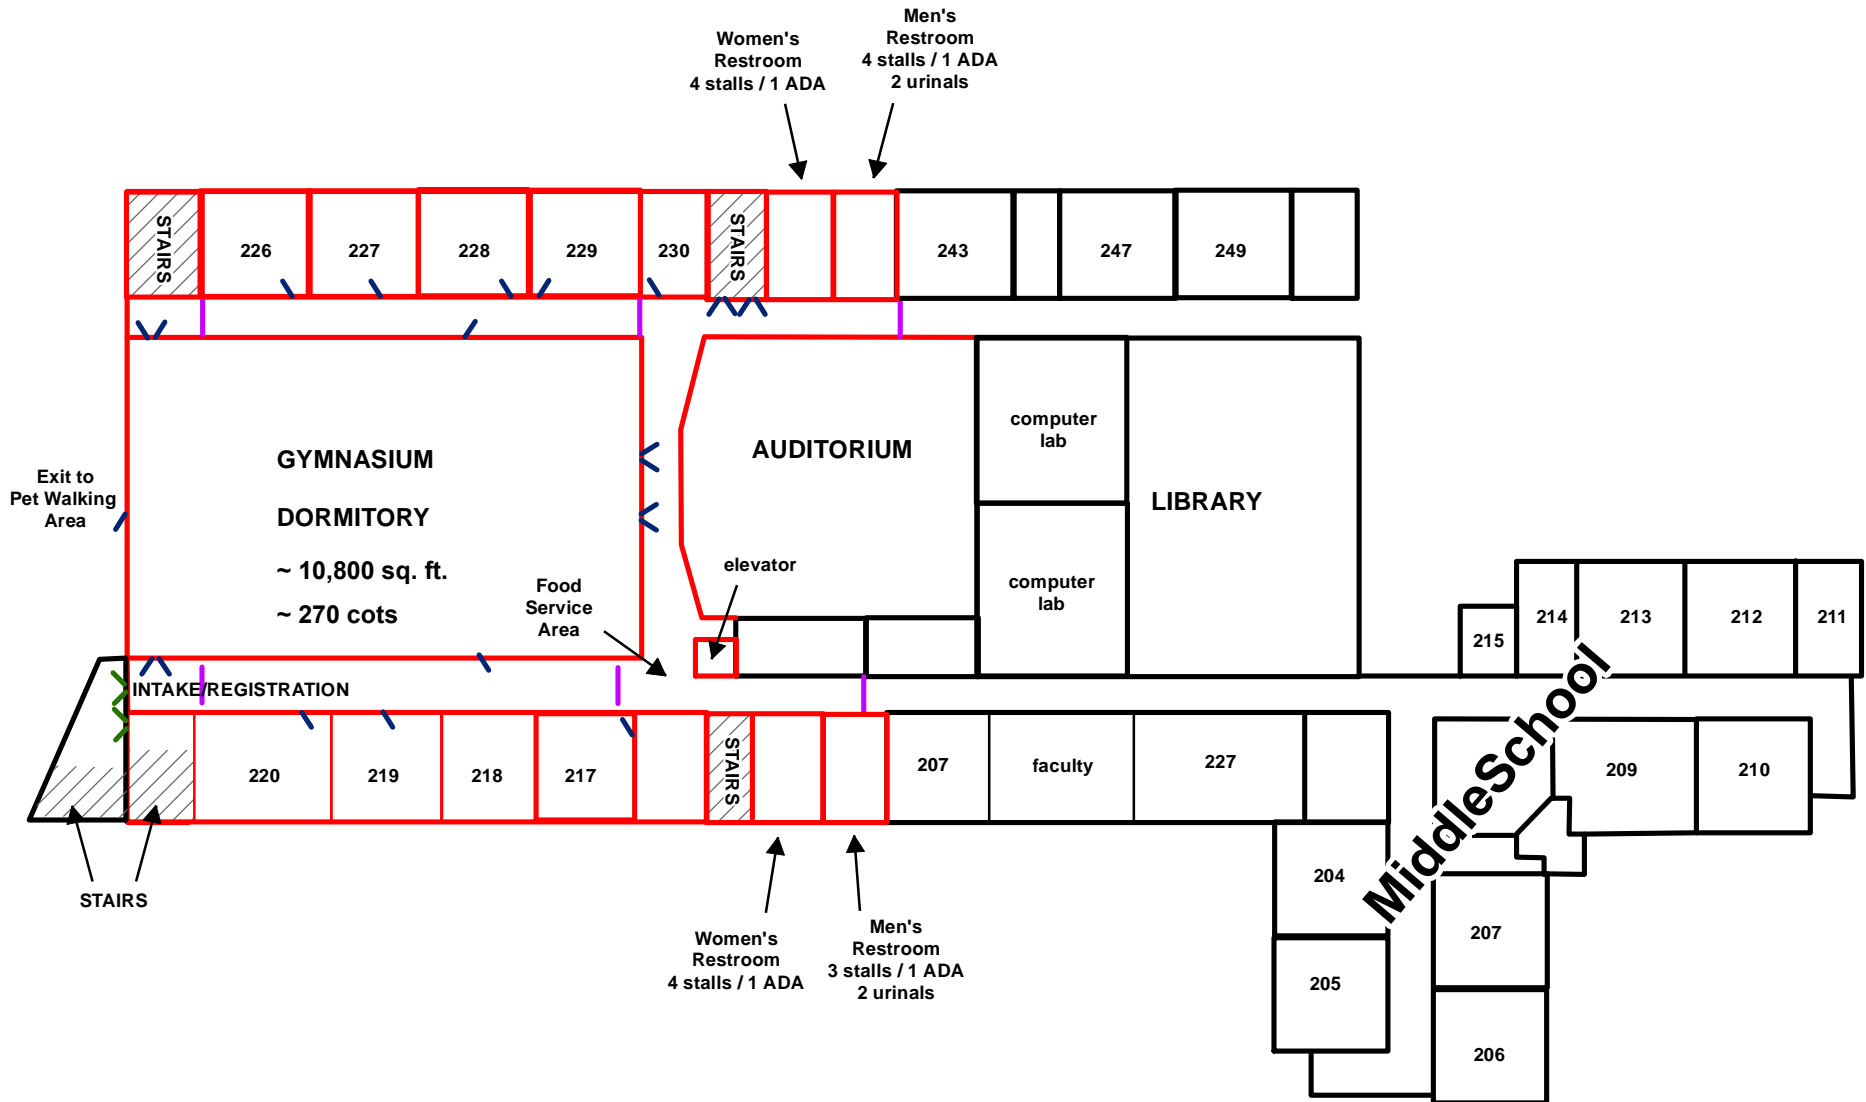 Women's
Restroom
4 stalls / 1 ADA
Men's
Restroom
4 stalls / 1 ADA
2 urinals
STAIRS
226
227
228
229
230
STAIRS
243
247
249
GYMNASIUM
DORMITORY
~ 10,800 sq. ft.
~ 270 cots
Exit to
Pet Walking
Area
AUDITORIUM
computer
lab
LIBRARY
computer
lab
elevator
Food
Service
Area
INTAKE/REGISTRATION
215
214
213
212
211
MiddleSchool
220
219
218
217
STAIRS
207
faculty
227
209
210
STAIRS
204
205
207
206
Women's
Restroom
4 stalls / 1 ADA
Men's
Restroom
3 stalls / 1 ADA
2 urinals